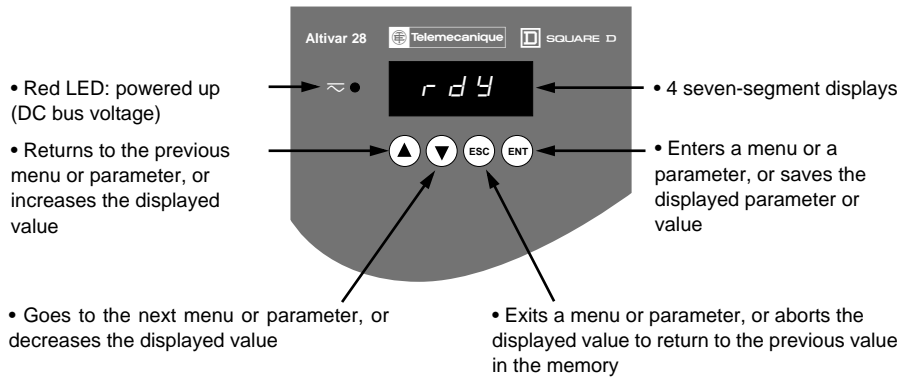 Altivar 28
Telemecanique
D SQUARE D
rdY
ESC
ENT
• Red LED: powered up
(DC bus voltage)
• Returns to the previous
menu or parameter, or
increases the displayed
value
• 4 seven-segment displays
• Enters a menu or a
parameter, or saves the
displayed parameter or
value
• Goes to the next menu or parameter, or
decreases the displayed value
• Exits a menu or parameter, or aborts the
displayed value to return to the previous value
in the memory